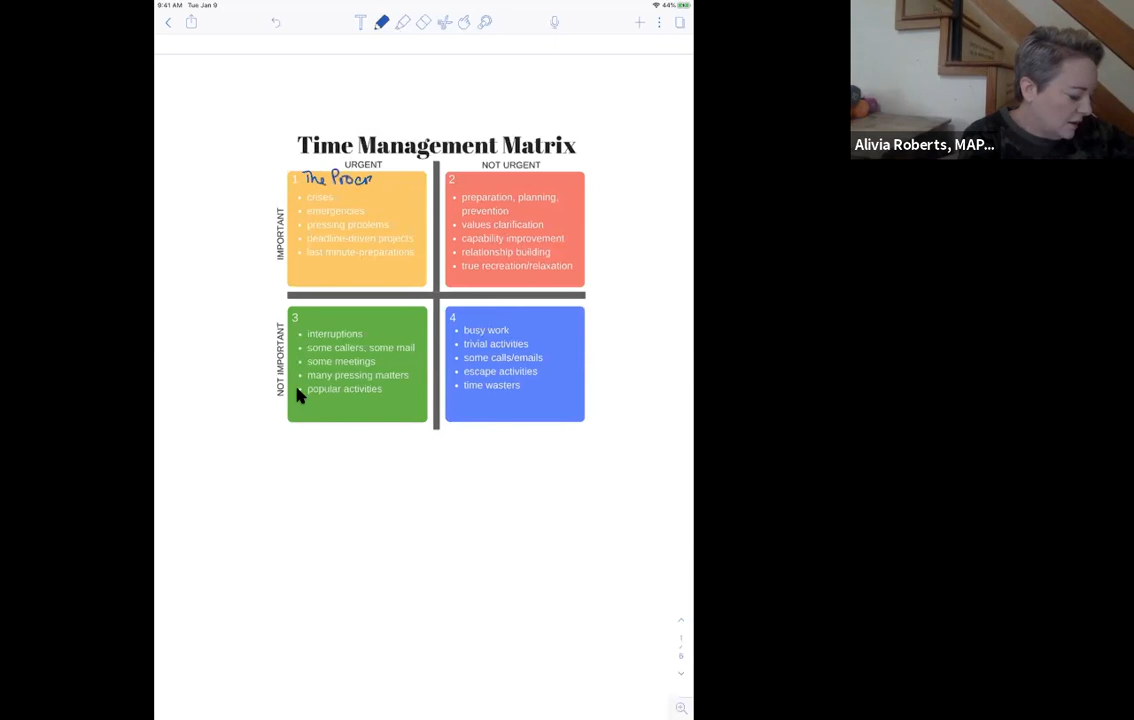 9:41 AM Tue Jan 9
44%
Alivia Roberts, MAP...
Time Management Matrix
URGENT
NOT URGENT
IMPORTANT
1 The Procr
crises
emergencies
pressing problems
deadline-driven projects
last minute-preparations
2
preparation, planning,
prevention
values clarification
capability improvement
relationship building
true recreation/relaxation
NOT IMPORTANT
3
interruptions
some callers, some mail
some meetings
many pressing matters
popular activities
4
busy work
trivial activities
some calls/emails
escape activities
time wasters
1
/
6